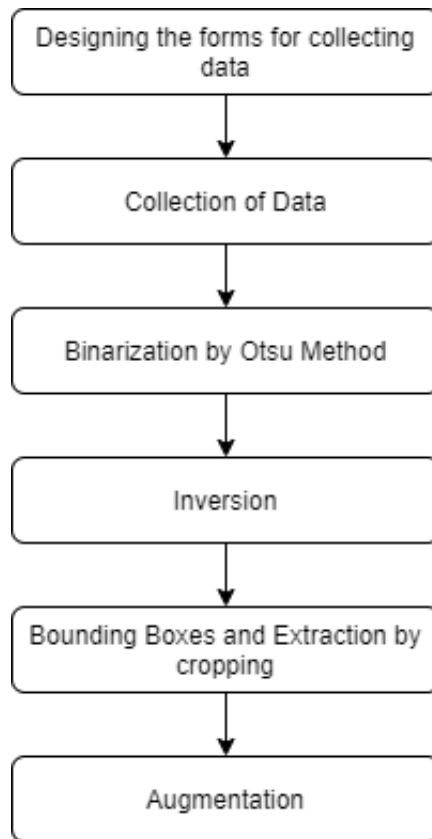 Designing the forms for collecting
data
Collection of Data
Binarization by Otsu Method
Inversion
Bounding Boxes and Extraction by
cropping
Augmentation